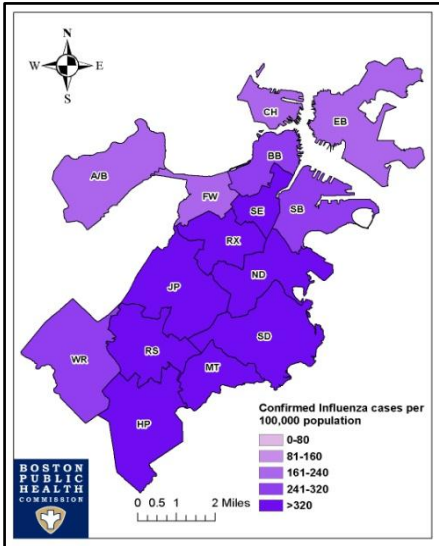 N
W E
S
CH
EB
BB
A/B
FW
SE
SB
RX
ND
JP
SD
WR
RS
MT
HP
Confirmed Influenza cases per
100,000 population
0-80
81-160
161-240
241-320
>320
BOSTON
PUBLIC
HEALTH
COMMISSION
0 0.5 1 2 Miles